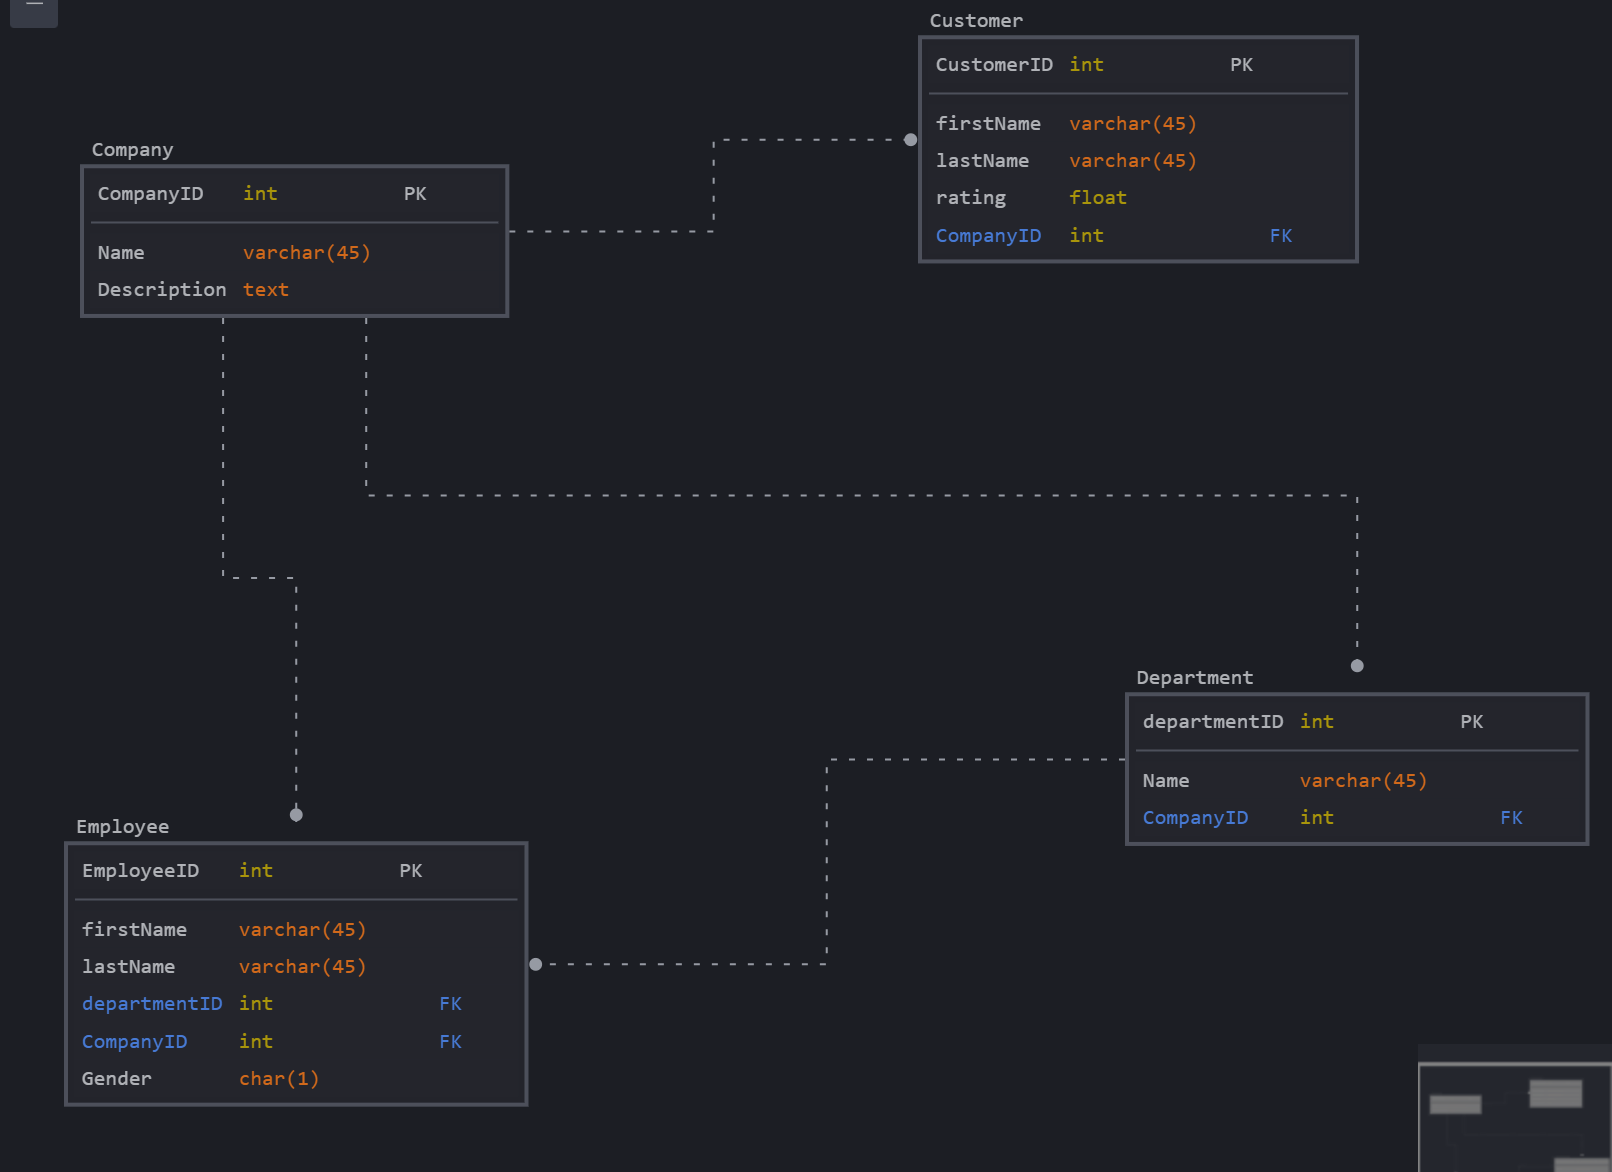 Customer
CustomerID int PK
firstName varchar(45)
lastName varchar(45)
rating float
CompanyID int FK
Company
CompanyID int PK
Name varchar(45)
Description text
Department
departmentID int PK
Name varchar(45)
CompanyID int FK
Employee
EmployeeID int PK
firstName varchar(45)
lastName varchar(45)
departmentID int FK
CompanyID int FK
Gender char(1)